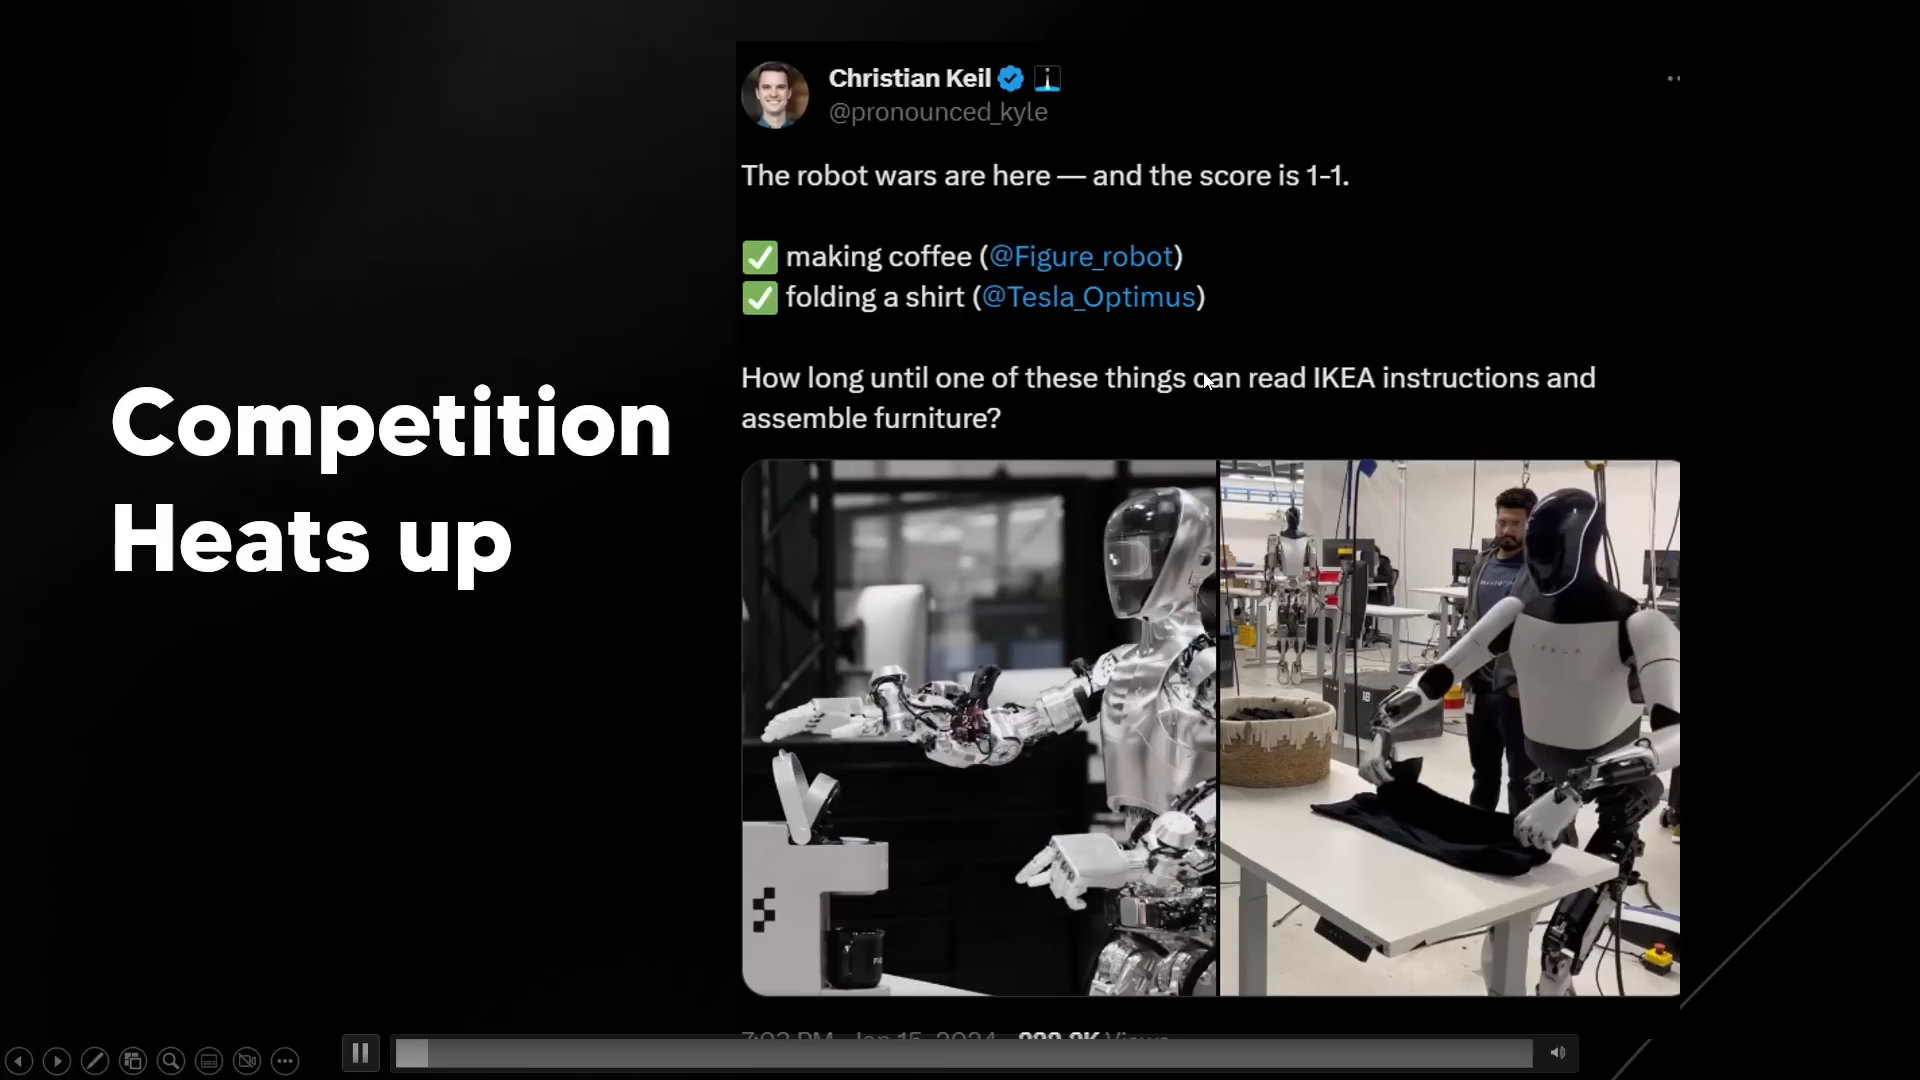 Competition
Heats up
Christian Keil
@pronounced_kyle
The robot wars are here — and the score is 1-1.
✅ making coffee (@Figure_robot)
✅ folding a shirt (@Tesla_Optimus)
How long until one of these things can read IKEA instructions and
assemble furniture?
TESLA